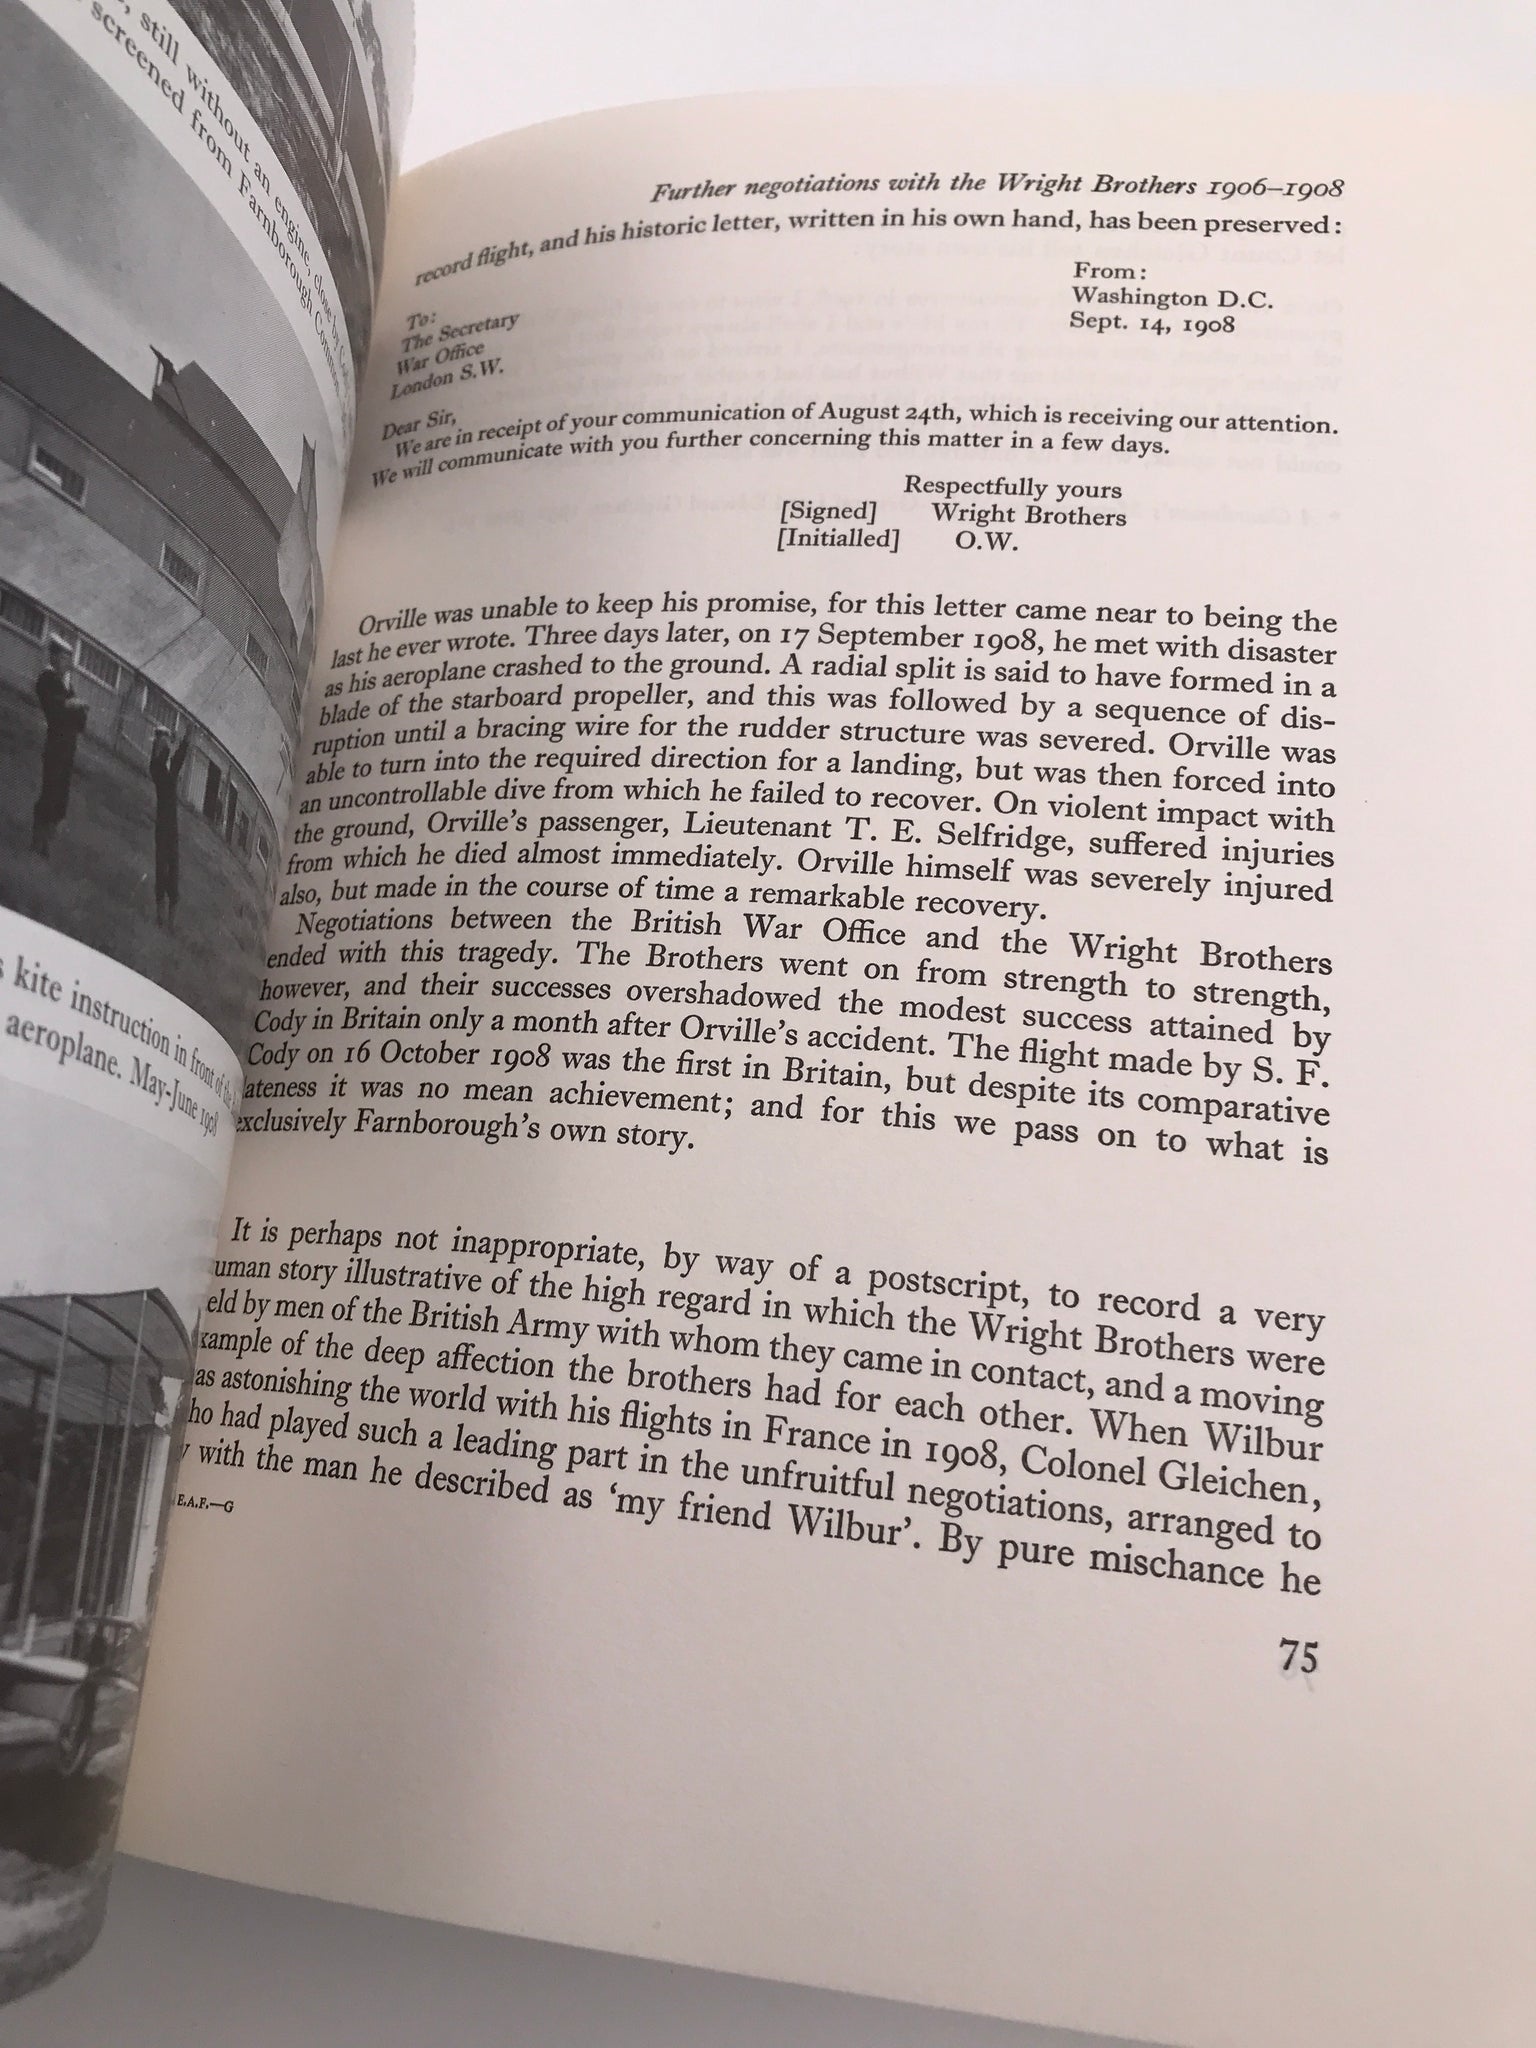 still without an engine, close by
screened from Farnborough Common
kite instruction in front of the
aeroplane. May-June 1908
Further negotiations with the Wright Brothers 1906–1908
record flight, and his historic letter, written in his own hand, has been preserved:
From:
Washington D.C.
Sept. 14, 1908
To:
The Secretary
War Office
London S.W.
Dear Sir,
We are in receipt of your communication of August 24th, which is receiving our attention.
We will communicate with you further concerning this matter in a few days.
Respectfully yours
[Signed] Wright Brothers
[Initialled] O.W.
Orville was unable to keep his promise, for this letter came near to being the
last he ever wrote. Three days later, on 17 September 1908, he met with disaster
as his aeroplane crashed to the ground. A radial split is said to have formed in a
blade of the starboard propeller, and this was followed by a sequence of dis-
ruption until a bracing wire for the rudder structure was severed. Orville was
able to turn into the required direction for a landing, but was then forced into
an uncontrollable dive from which he failed to recover. On violent impact with
the ground, Orville's passenger, Lieutenant T. E. Selfridge, suffered injuries
from which he died almost immediately. Orville himself was severely injured
also, but made in the course of time a remarkable recovery.
Negotiations between the British War Office and the Wright Brothers
ended with this tragedy. The Brothers went on from strength to strength,
however, and their successes overshadowed the modest success attained by
Cody in Britain only a month after Orville's accident. The flight made by S. F.
Cody on 16 October 1908 was the first in Britain, but despite its comparative
lateness it was no mean achievement; and for this we pass on to what is
exclusively Farnborough's own story.
It is perhaps not inappropriate, by way of a postscript, to record a very
uman story illustrative of the high regard in which the Wright Brothers were
eld by men of the British Army with whom they came in contact, and a moving
xample of the deep affection the brothers had for each other. When Wilbur
as astonishing the world with his flights in France in 1908, Colonel Gleichen,
ho had played such a leading part in the unfruitful negotiations, arranged to
y with the man he described as 'my friend Wilbur'. By pure mischance he
E.A.F.—G
75